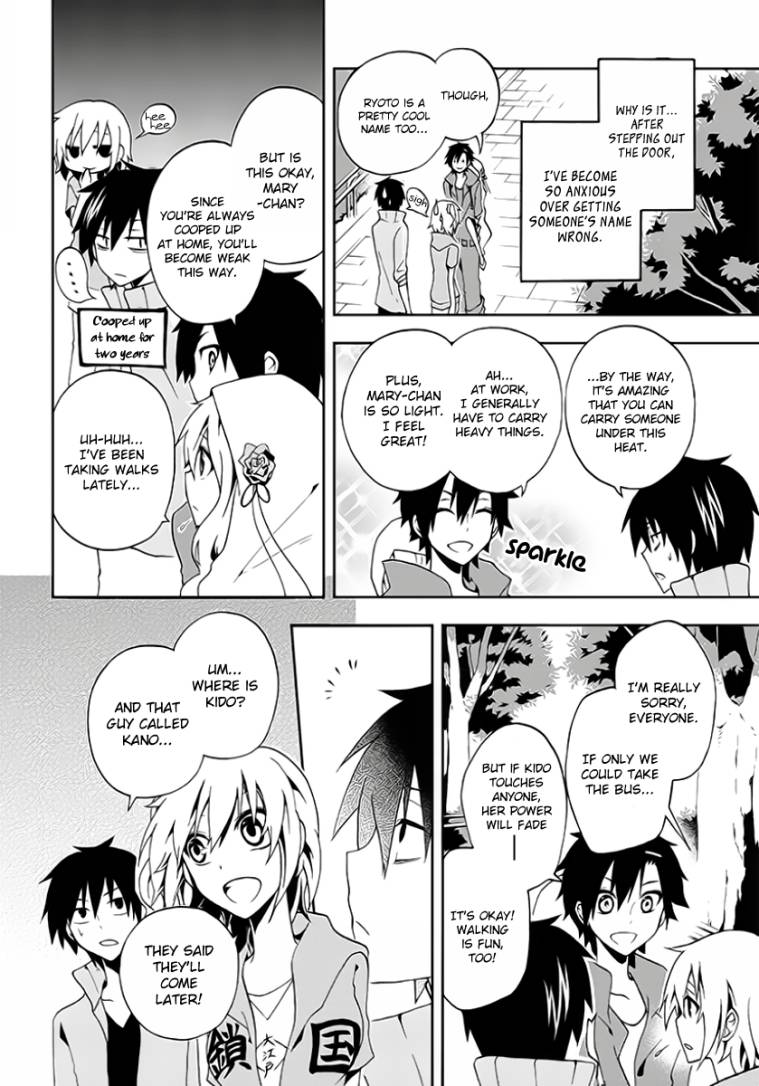 WHY IS IT...
AFTER
STEPPING OUT
THE DOOR,
I'VE BECOME
SO ANXIOUS
OVER GETTING
SOMEONE'S NAME
WRONG.
THOUGH,
RYOTO IS A
PRETTY COOL
NAME TOO...
sigh
...BY THE WAY,
IT'S AMAZING
THAT YOU CAN
CARRY SOMEONE
UNDER THIS
HEAT.
AH...
AT WORK,
I GENERALLY
HAVE TO CARRY
HEAVY THINGS.
PLUS,
MARY-CHAN
IS SO LIGHT.
I FEEL
GREAT!
sparkle
BUT IS
THIS OKAY,
MARY
-CHAN?
SINCE
YOU'RE ALWAYS
COOPED UP
AT HOME, YOU'LL
BECOME WEAK
THIS WAY.
hee
hee
....
Cooped up
at home for
two years
UH-HUH...
I'VE BEEN
TAKING WALKS
LATELY...
I'M REALLY
SORRY,
EVERYONE.
IF ONLY WE
COULD TAKE
THE BUS...
BUT IF KIDO
TOUCHES
ANYONE,
HER POWER
WILL FADE
—
IT'S OKAY!
WALKING
IS FUN,
TOO!
UM...
WHERE IS
KIDO?
AND THAT
GUY CALLED
KANO...
THEY SAID
THEY'LL
COME
LATER!
鎖国
大江戸